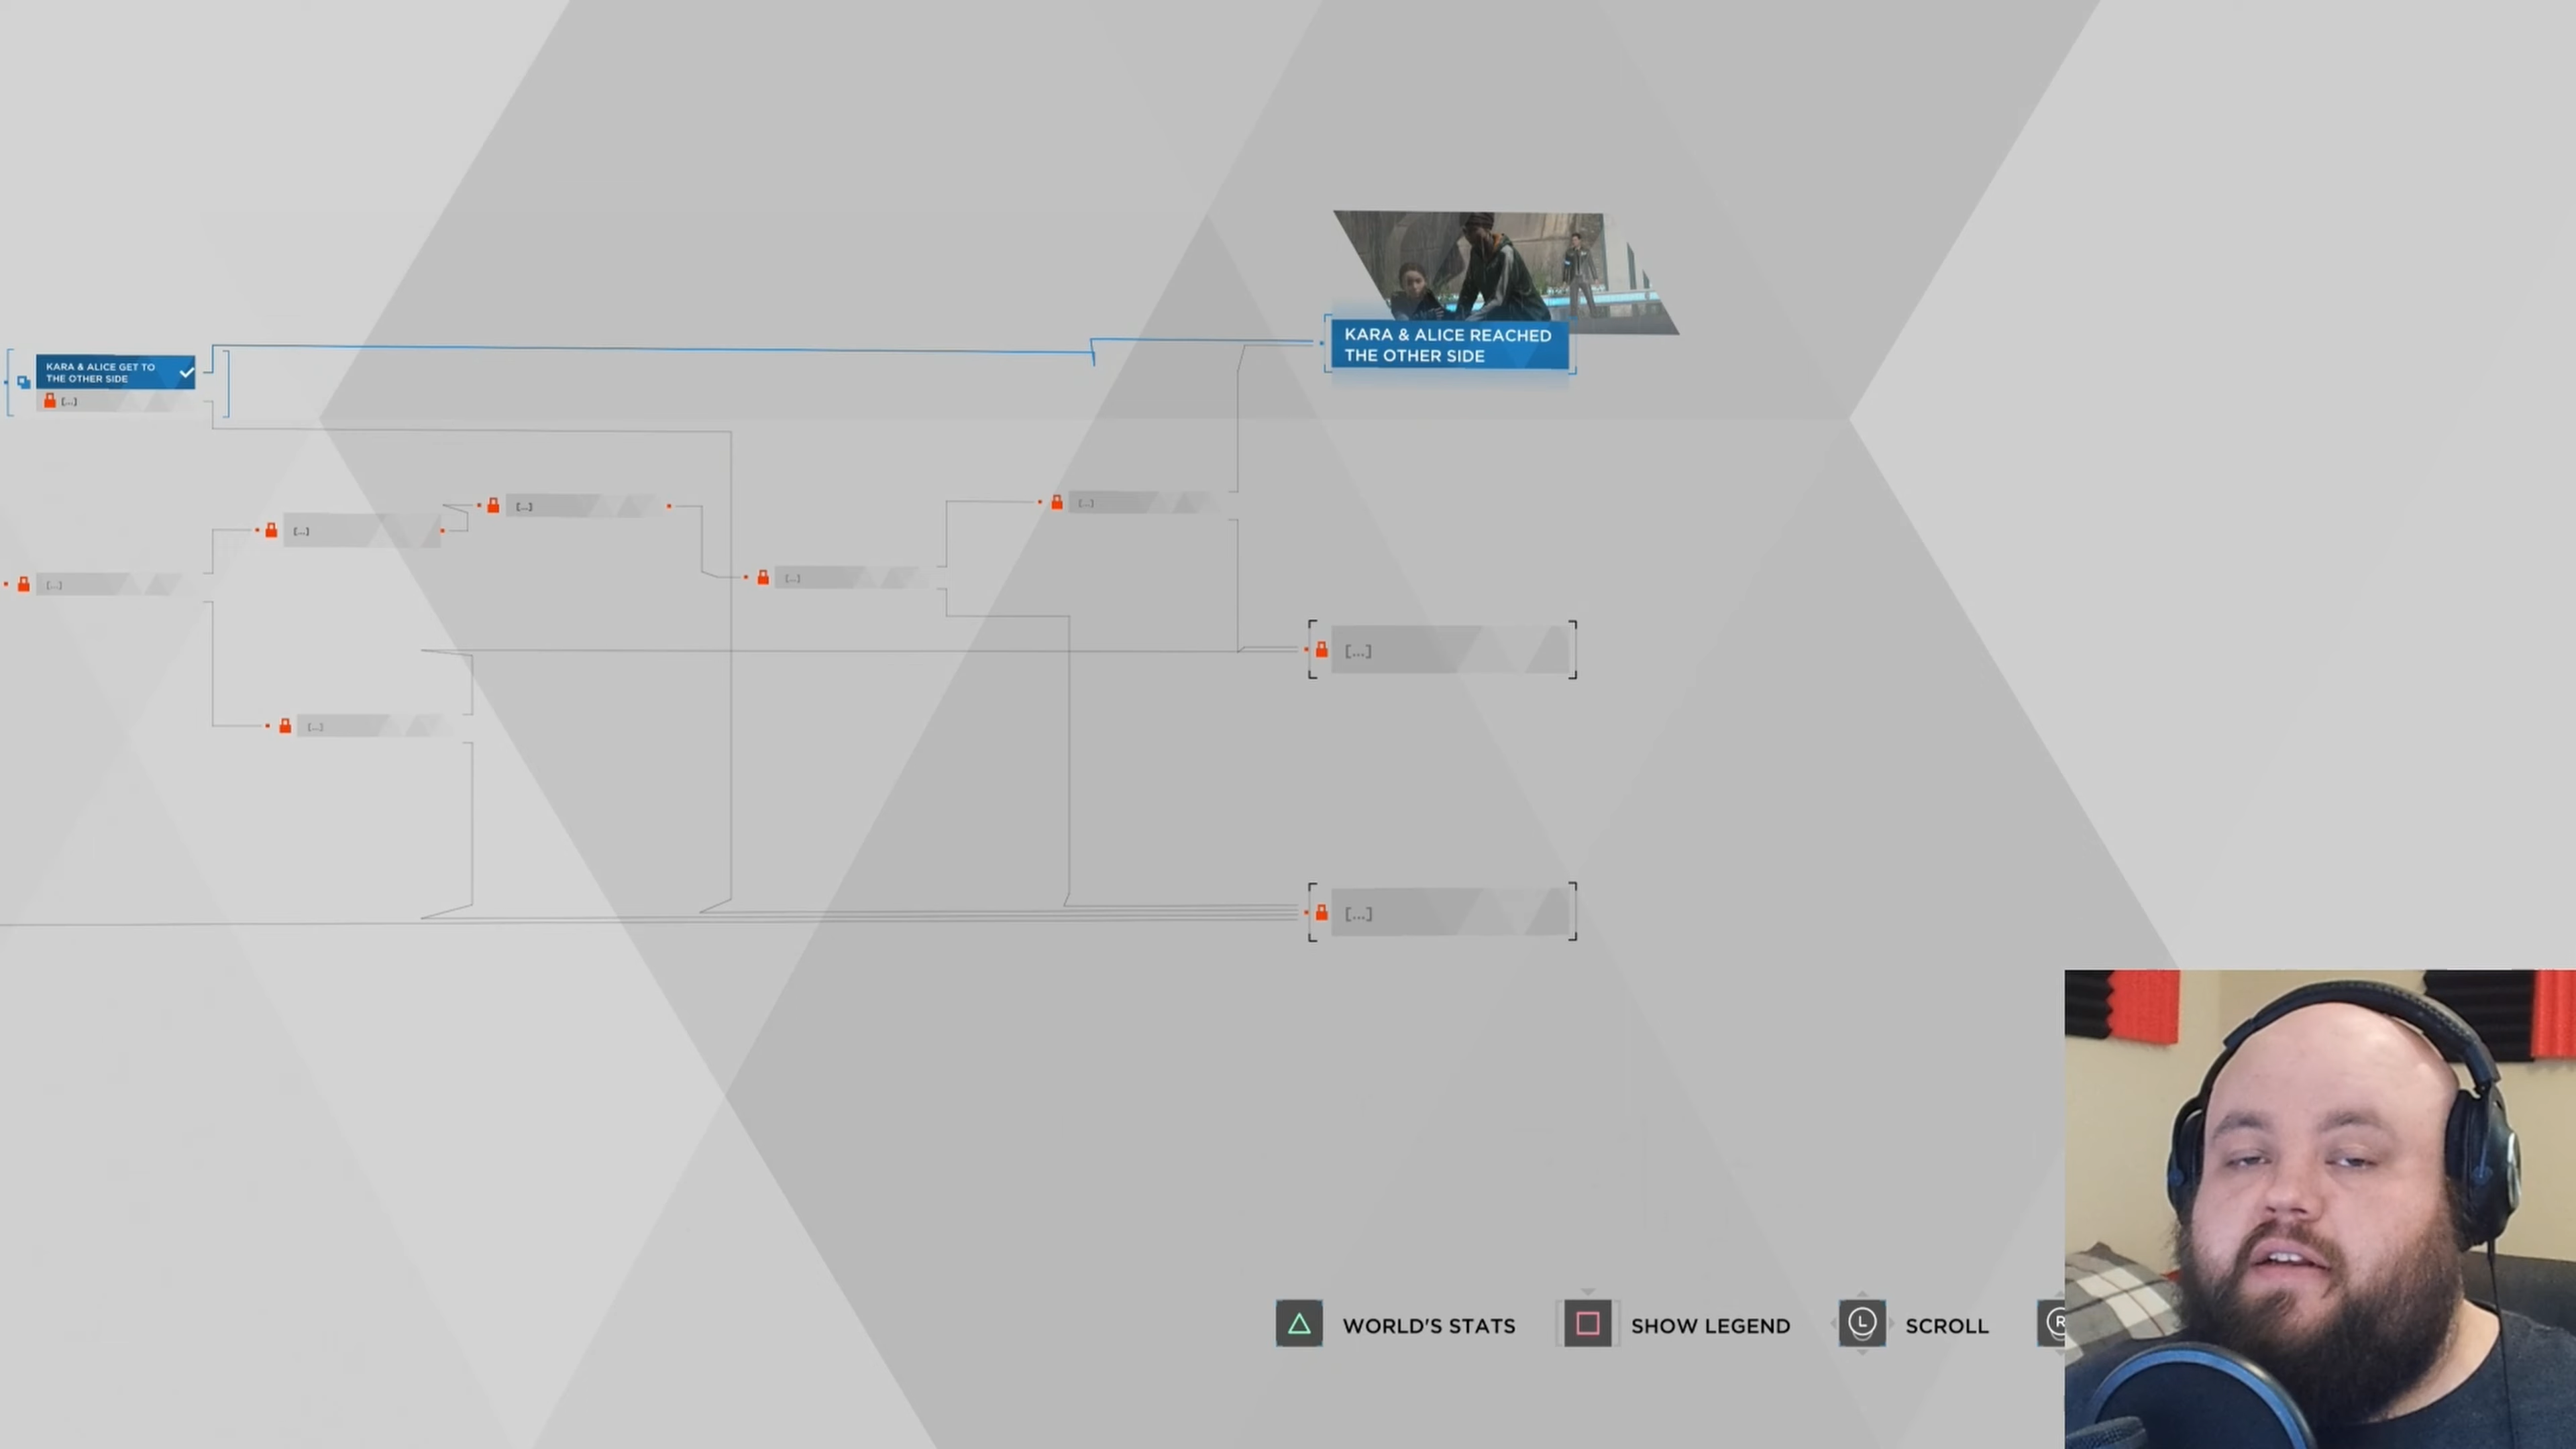 KARA & ALICE REACHED
THE OTHER SIDE
KARA & ALICE GET TO
THE OTHER SIDE
[...]
[...]
[...]
[...]
[...]
[...]
[...]
[...]
[...]
WORLD'S STATS
SHOW LEGEND
L
SCROLL
R